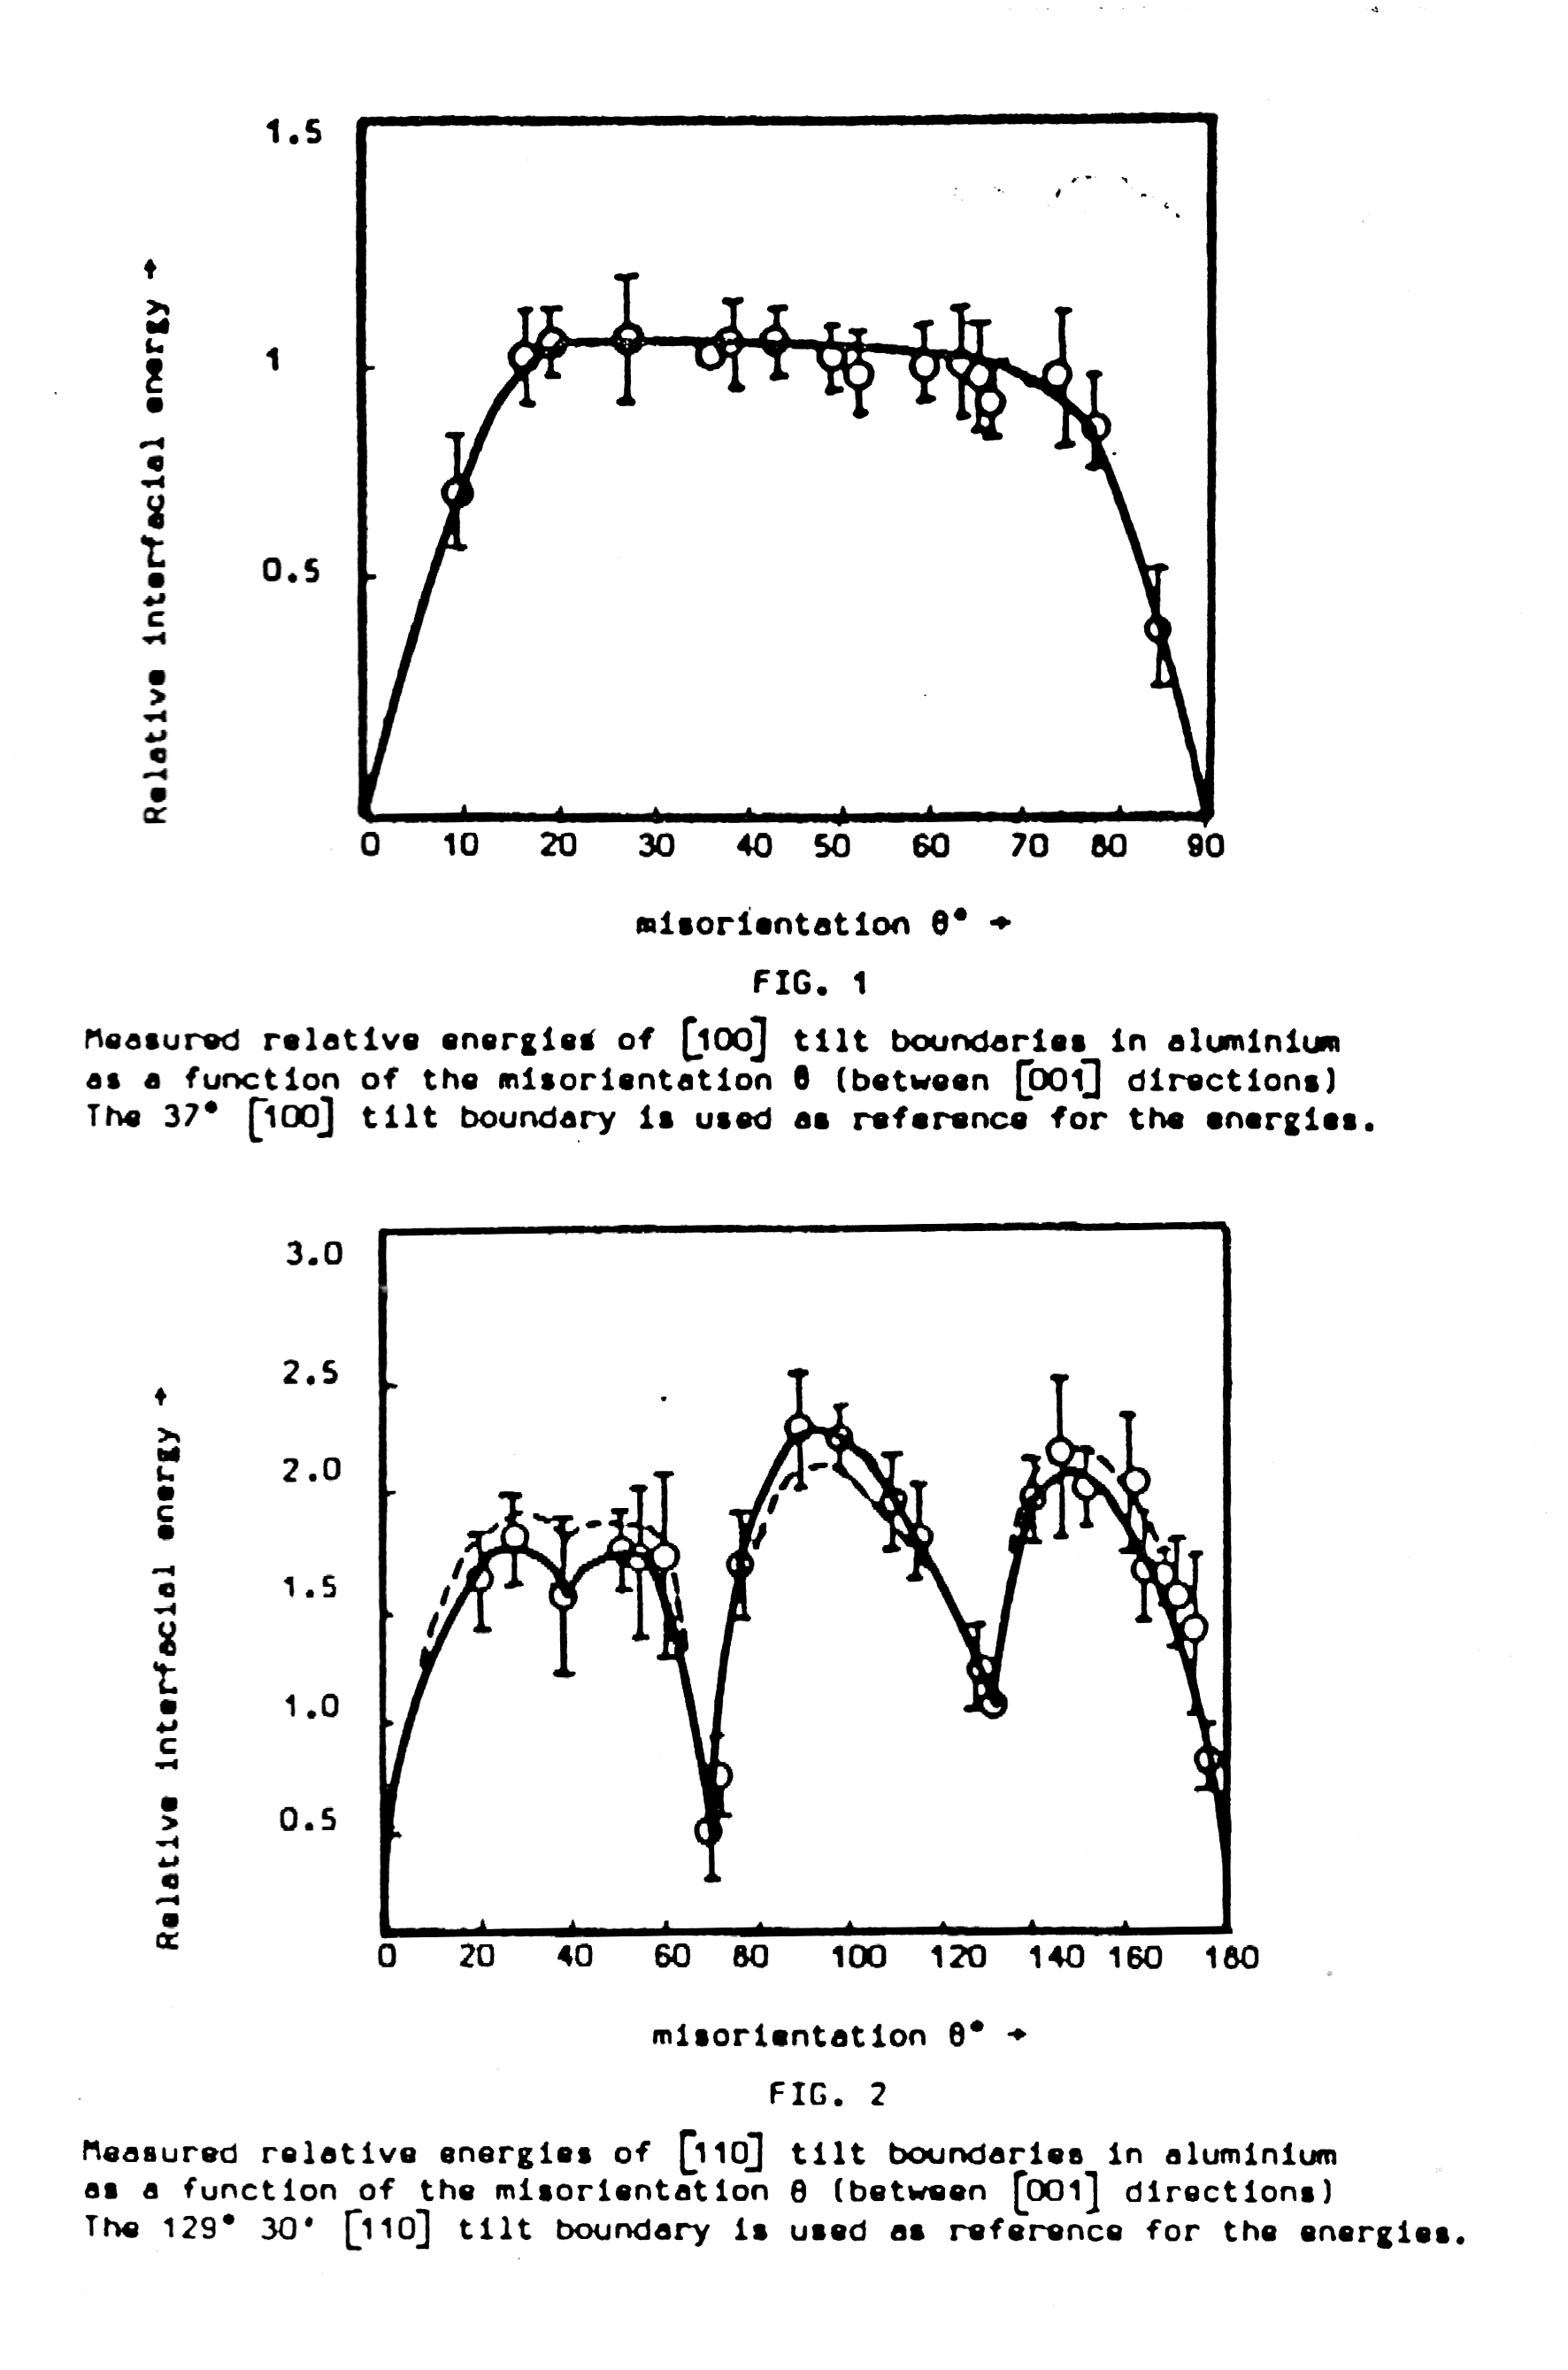 1.5
1
0.5
Relative interfacial energy →
0 10 20 30 40 50 60 70 80 90
misorientation θ° →
FIG. 1
Measured relative energies of [100] tilt boundaries in aluminium
as a function of the misorientation θ (between [001] directions)
The 37° [100] tilt boundary is used as reference for the energies.
3.0
2.5
2.0
1.5
1.0
0.5
Relative interfacial energy →
0 20 40 60 80 100 120 140 160 180
misorientation θ° →
FIG. 2
Measured relative energies of [110] tilt boundaries in aluminium
as a function of the misorientation θ (between [001] directions)
The 129° 30' [110] tilt boundary is used as reference for the energies.